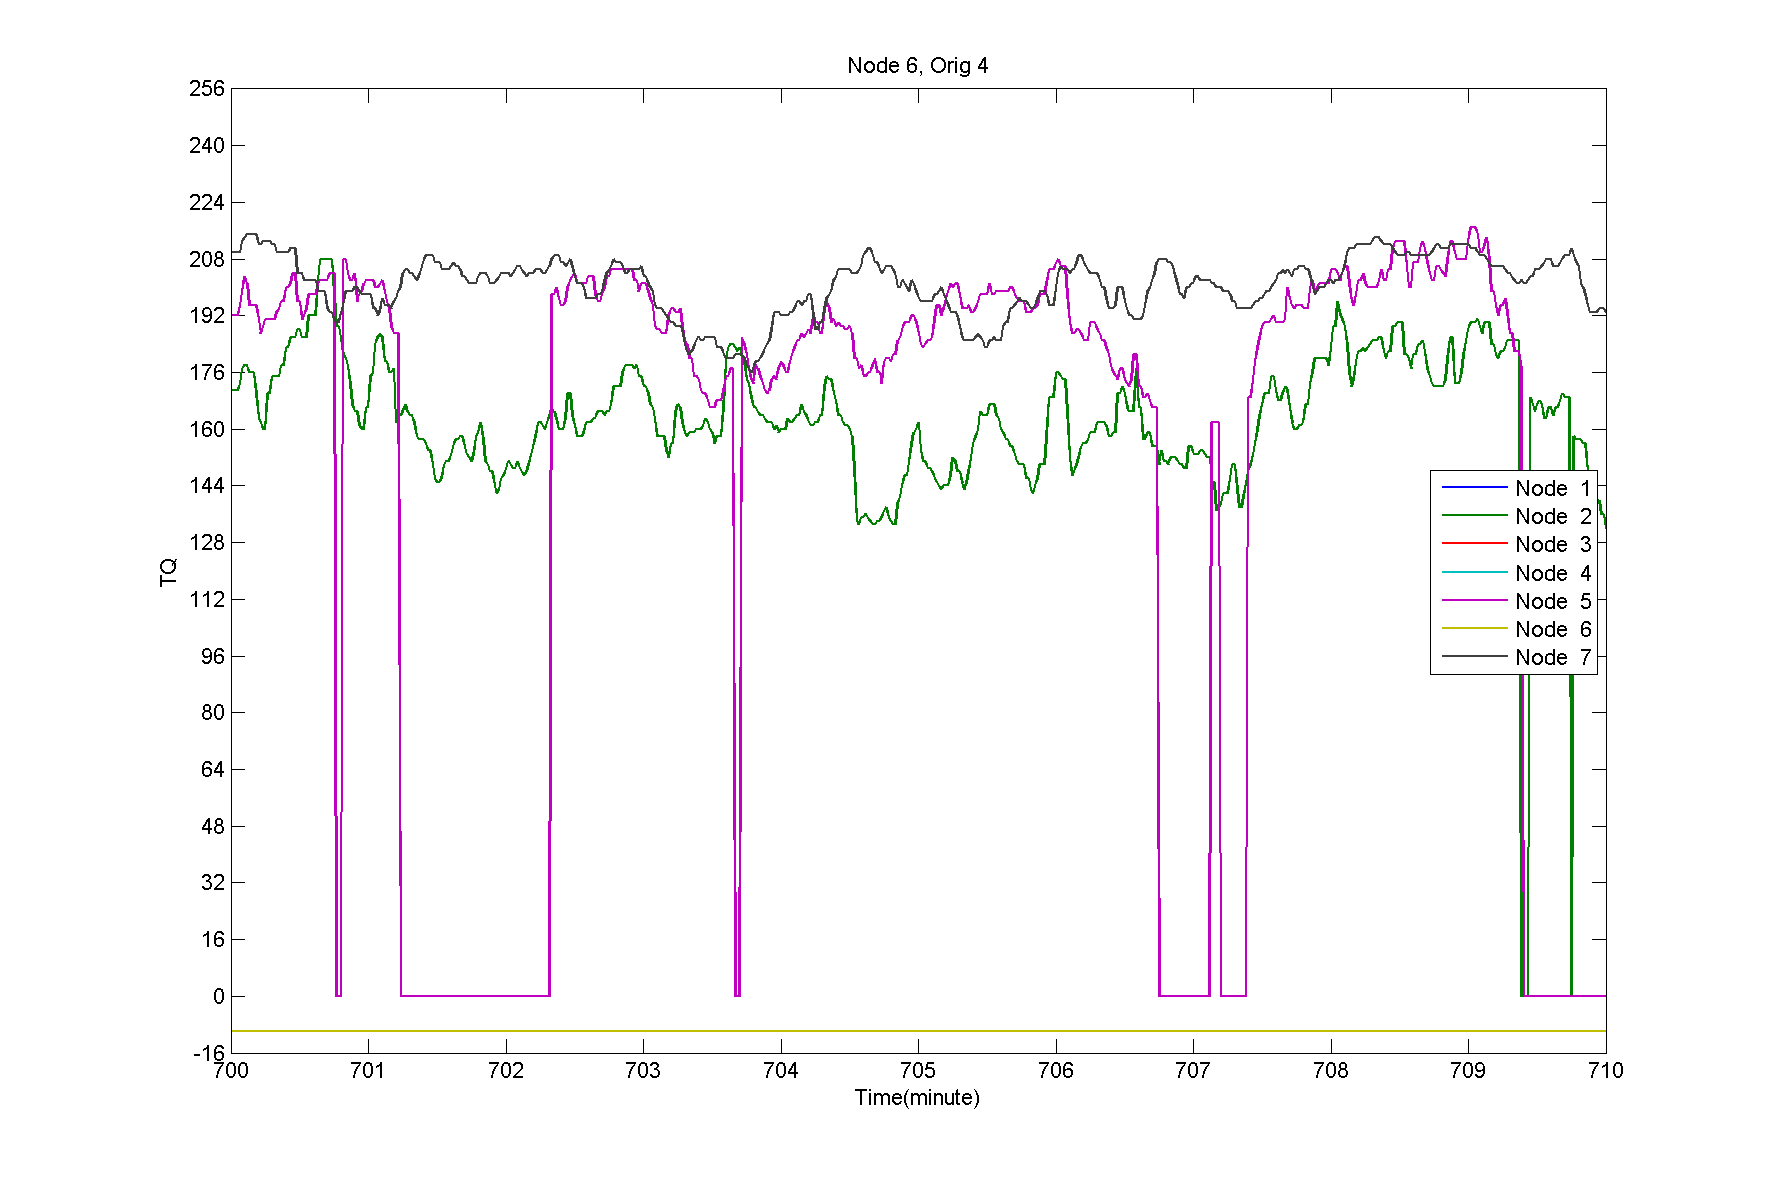 Node 6, Orig 4
256
240
224
208
192
176
160
144
128
112
96
80
64
48
32
16
0
-16
TQ
Node 1
Node 2
Node 3
Node 4
Node 5
Node 6
Node 7
700 701 702 703 704 705 706 707 708 709 710
Time(minute)